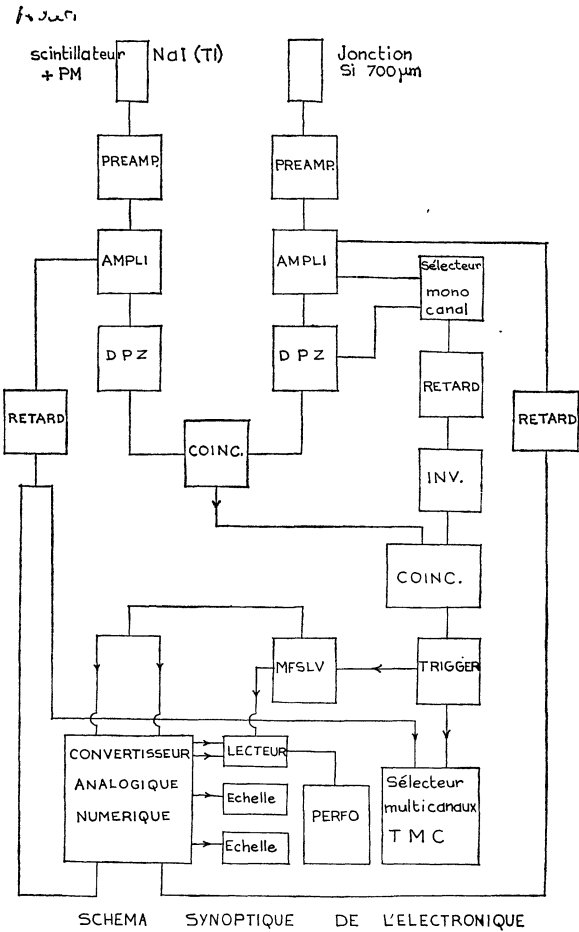 scintillateur NaI (Tl)
+ PM
Jonction
Si 700µm
PREAMP.
PREAMP.
AMPLI
AMPLI
Sélecteur
mono
canal
DPZ
DPZ
RETARD
RETARD
RETARD
COINC.
INV.
COINC.
MFSLV
TRIGGER
CONVERTISSEUR
ANALOGIQUE
NUMERIQUE
LECTEUR
Echelle
Echelle
PERFO
Sélecteur
multicanaux
TMC
SCHEMA SYNOPTIQUE DE L'ELECTRONIQUE